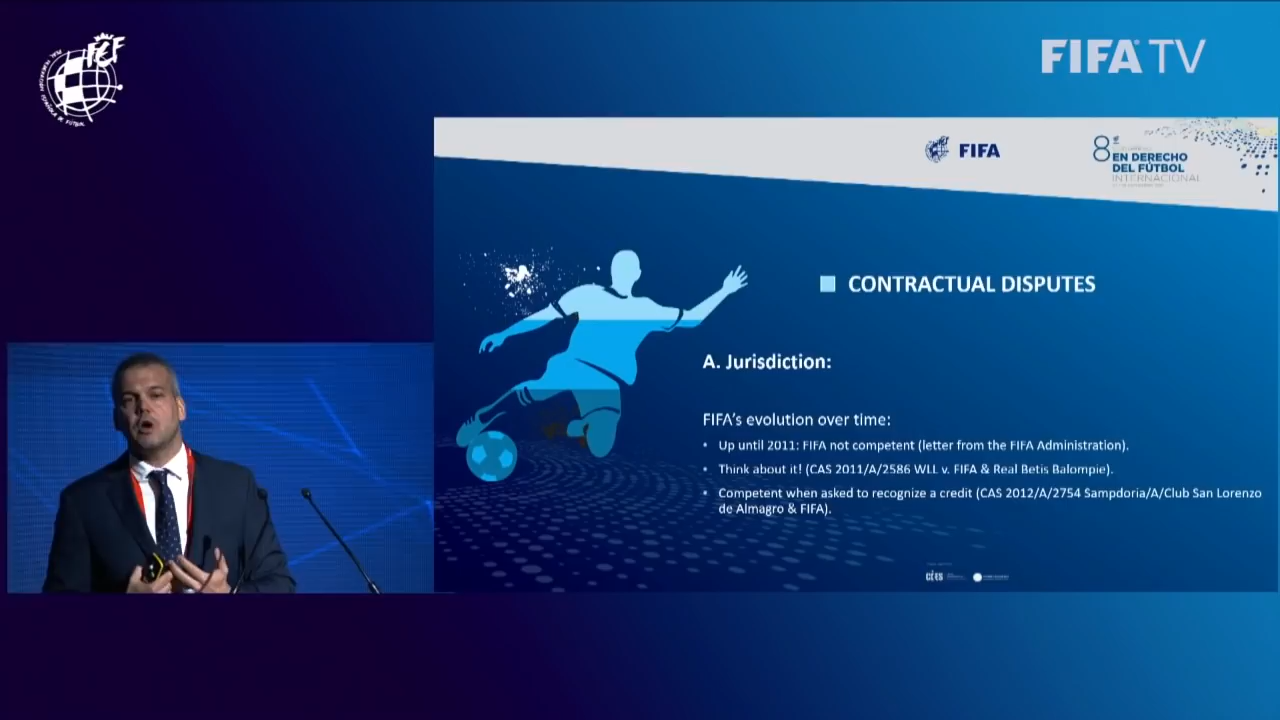 FIFA TV
FIFA
8
EN DERECHO
DEL FÚTBOL
INTERNACIONAL
CONTRACTUAL DISPUTES
A. Jurisdiction:
FIFA's evolution over time:
• Up until 2011: FIFA not competent (letter from the FIFA Administration).
• Think about it! (CAS 2011/A/2586 WLL v. FIFA & Real Betis Balompie).
• Competent when asked to recognize a credit (CAS 2012/A/2754 Sampdoria/A/Club San Lorenzo
de Almagro & FIFA).